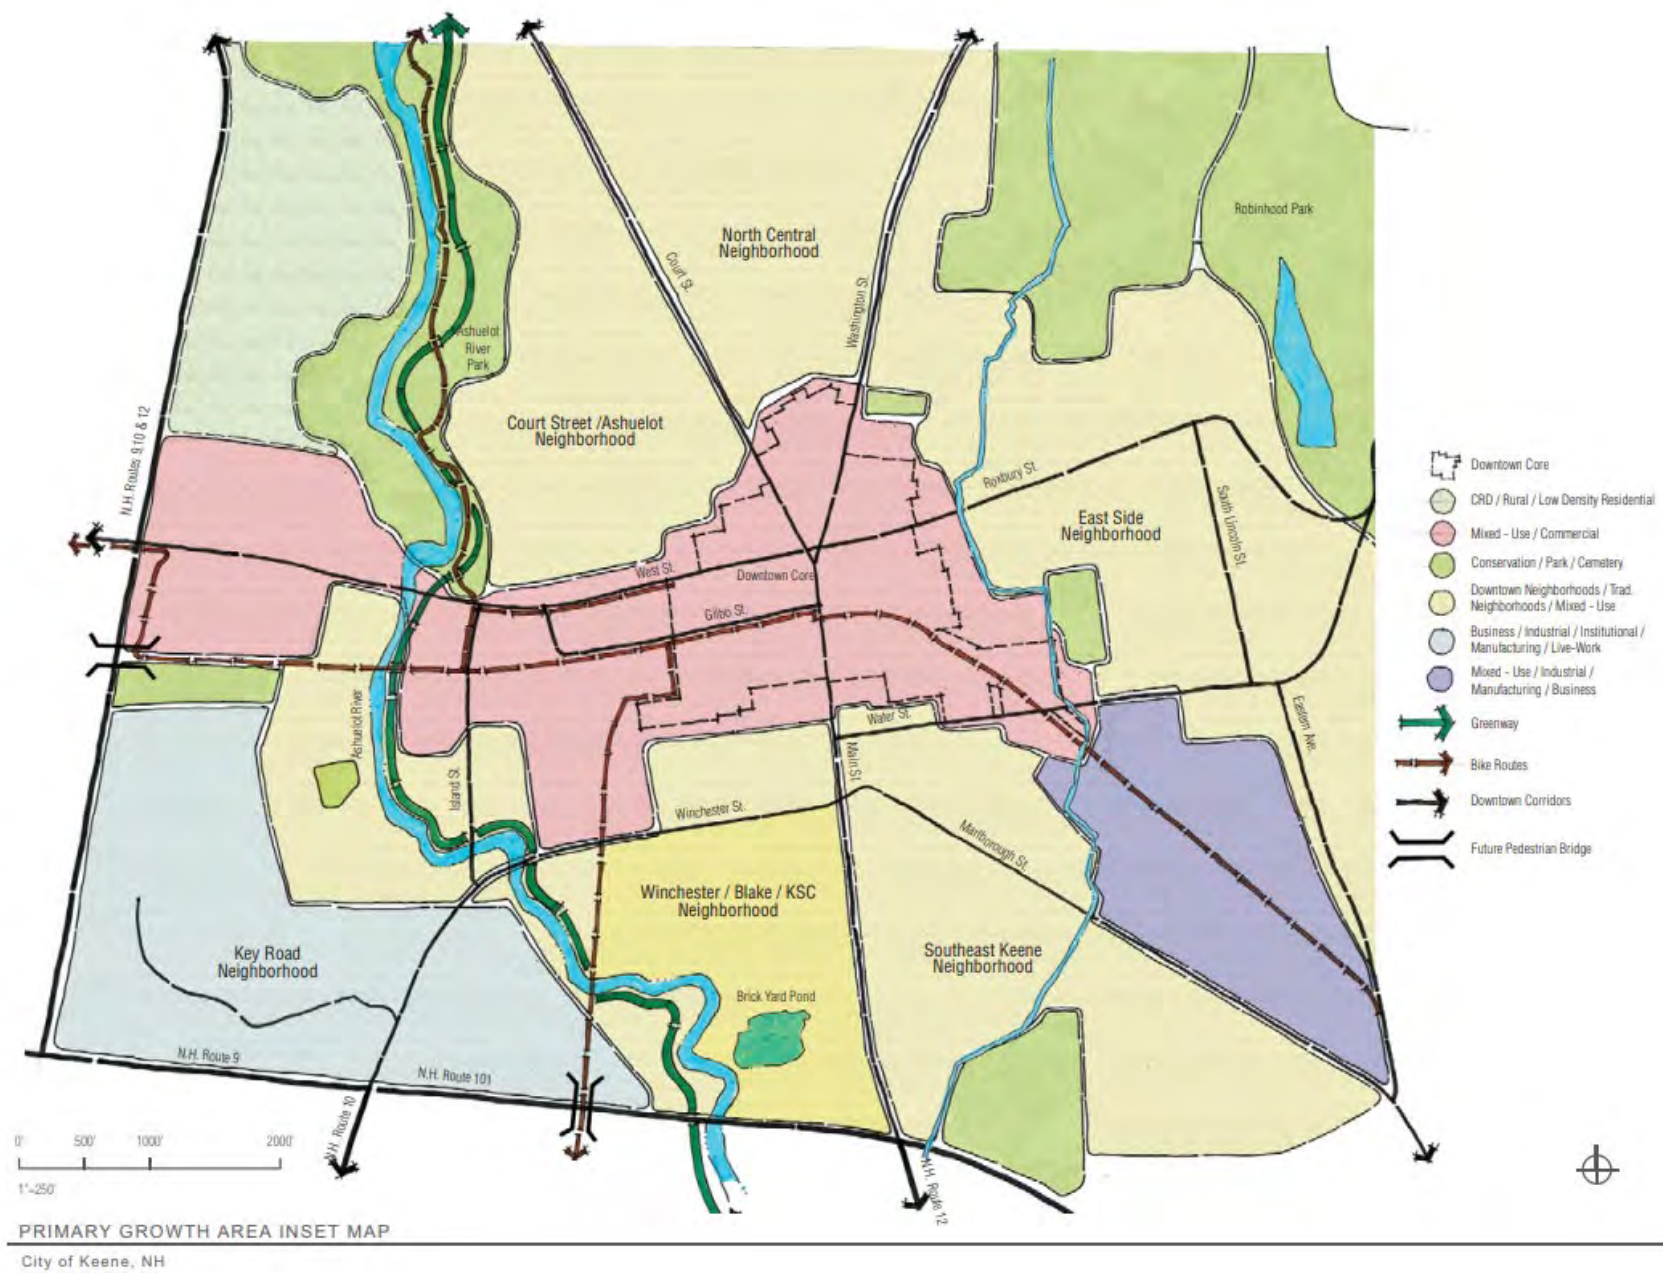 Robinhood Park
North Central
Neighborhood
Court St.
Washington St.
Ashuelot
River
Park
Court Street /Ashuelot
Neighborhood
N.H. Routes 9,10 & 12
Roxbury St.
South Lincoln St.
East Side
Neighborhood
West St.
Downtown Core
Gilbo St.
Ashuelot River
Island St.
Water St.
Main St.
Eastern Ave.
Winchester St.
Marlborough St.
Winchester / Blake / KSC
Neighborhood
Key Road
Neighborhood
Southeast Keene
Neighborhood
Brick Yard Pond
N.H. Route 9
N.H. Route 101
N.H. Route 10
N.H. Route 12
Downtown Core
CRD / Rural / Low Density Residential
Mixed - Use / Commercial
Conservation / Park / Cemetery
Downtown Neighborhoods / Trad.
Neighborhoods / Mixed - Use
Business / Industrial / Institutional /
Manufacturing / Live-Work
Mixed - Use / Industrial /
Manufacturing / Business
Greenway
Bike Routes
Downtown Corridors
Future Pedestrian Bridge
0' 500' 1000' 2000'
1"=250'
PRIMARY GROWTH AREA INSET MAP
City of Keene, NH